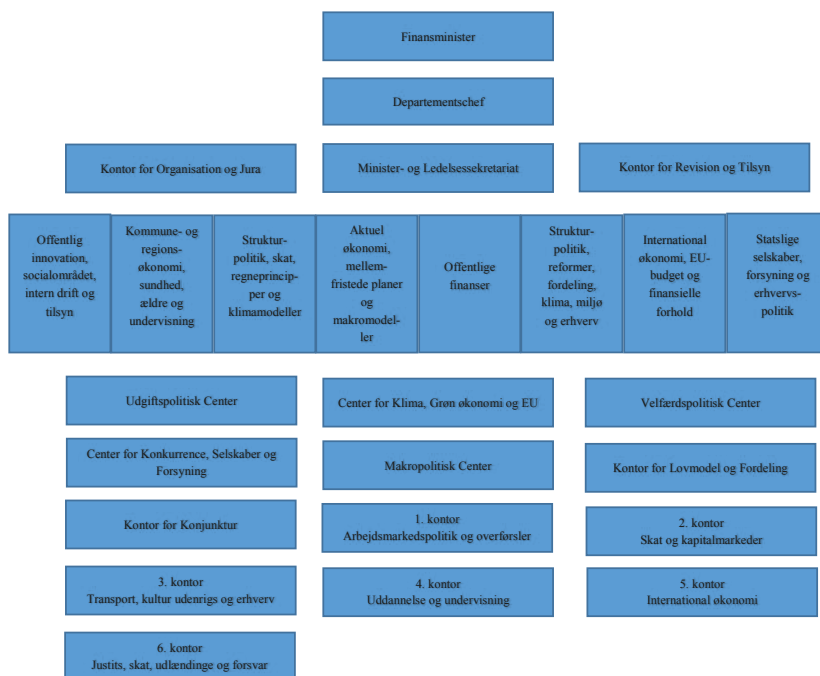 Finansminister
Departementschef
Kontor for Organisation og Jura
Minister- og Ledelsessekretariat
Kontor for Revision og Tilsyn
Offentlig
innovation,
socialområdet,
intern drift og
tilsyn
Kommune- og
regions-
økonomi,
sundhed,
ældre og
undervisning
Struktur-
politik, skat,
regneprincip-
per og
klimamodeller
Aktuel
økonomi,
mellem-
fristede planer
og
makromodel-
ler
Offentlige
finanser
Struktur-
politik,
reformer,
fordeling,
klima, miljø
og erhverv
International
økonomi, EU-
budget og
finansielle
forhold
Statslige
selskaber,
forsyning og
erhvervs-
politik
Udgiftspolitisk Center
Center for Klima, Grøn økonomi og EU
Velfærdspolitisk Center
Center for Konkurrence, Selskaber og
Forsyning
Makropolitisk Center
Kontor for Lovmodel og Fordeling
Kontor for Konjunktur
1. kontor
Arbejdsmarkedspolitik og overførsler
2. kontor
Skat og kapitalmarkeder
3. kontor
Transport, kultur udenrigs og erhverv
4. kontor
Uddannelse og undervisning
5. kontor
International økonomi
6. kontor
Justits, skat, udlændinge og forsvar